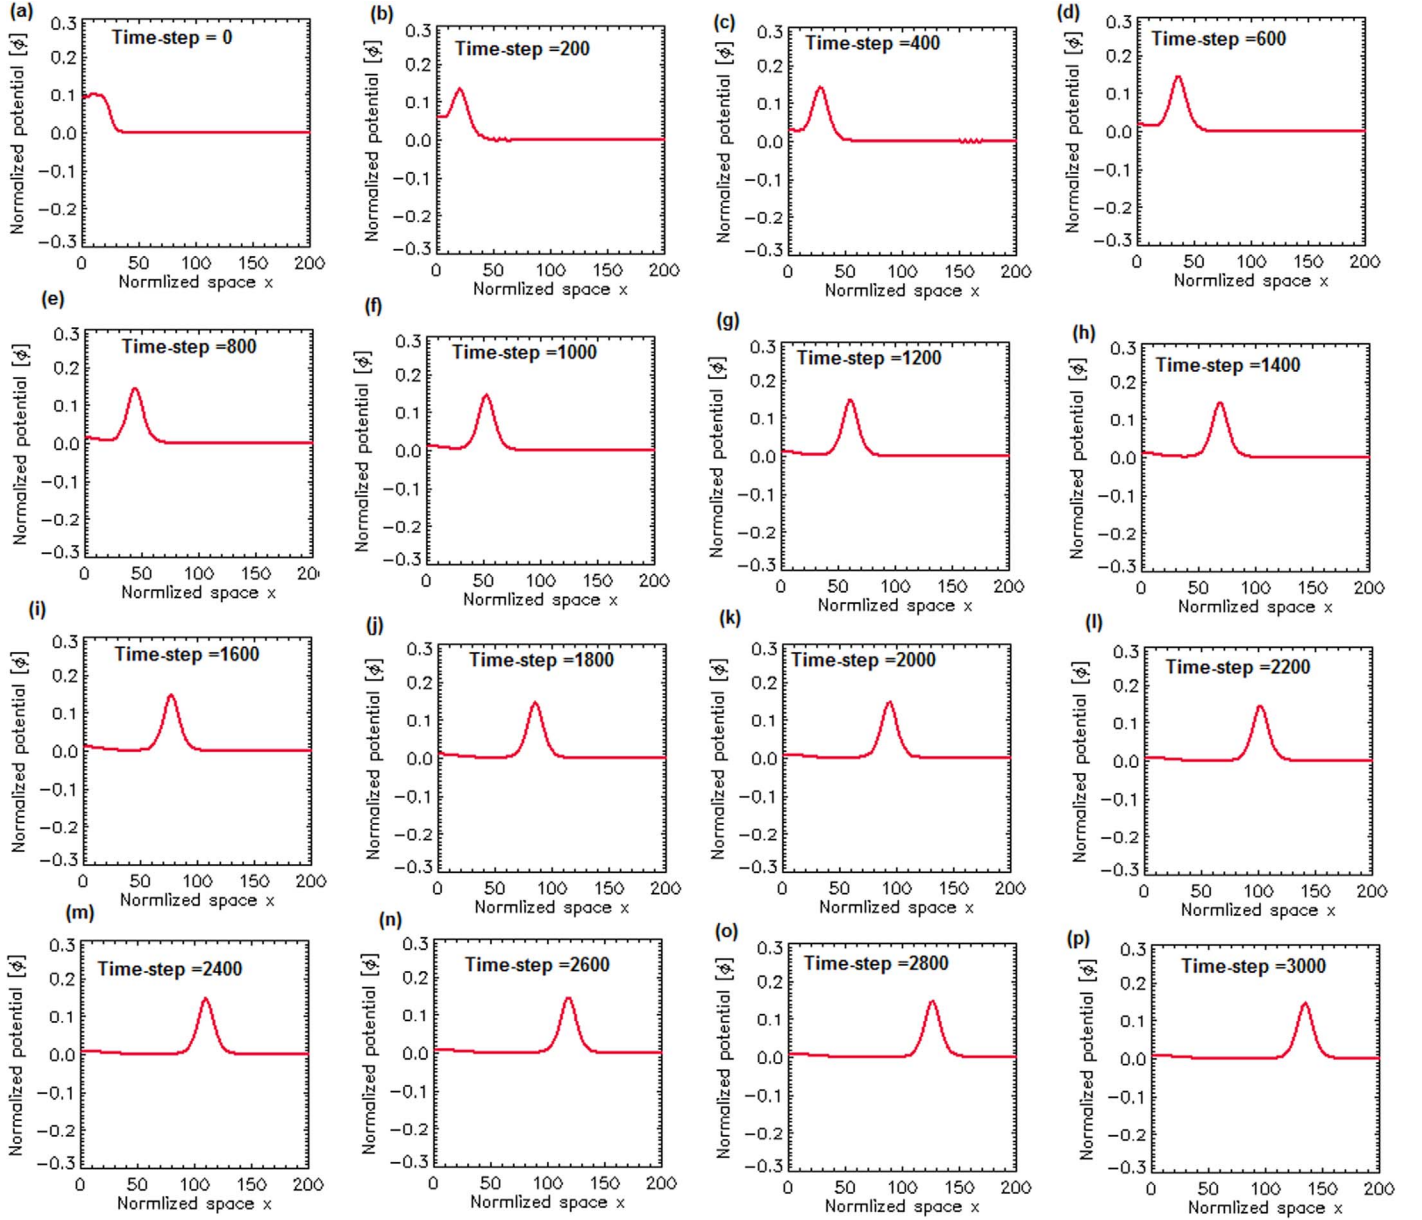 (a)
Time-step = 0
Normalized potential [ϕ]
0.3
0.2
0.1
0.0
−0.1
−0.2
−0.3
0 50 100 150 200
Normlized space x
(b)
Time-step =200
Normalized potential [ϕ]
0.3
0.2
0.1
0.0
−0.1
−0.2
−0.3
0 50 100 150 200
Normlized space x
(c)
Time-step =400
Normalized potential [ϕ]
0.3
0.2
0.1
0.0
−0.1
−0.2
−0.3
0 50 100 150 200
Normlized space x
(d)
Time-step =600
Normalized potential [ϕ]
0.3
0.2
0.1
0.0
−0.1
−0.2
−0.3
0 50 100 150 200
Normlized space x
(e)
Time-step =800
Normalized potential [ϕ]
0.3
0.2
0.1
0.0
−0.1
−0.2
−0.3
0 50 100 150 200
Normlized space x
(f)
Time-step =1000
Normalized potential [ϕ]
0.3
0.2
0.1
0.0
−0.1
−0.2
−0.3
0 50 100 150 200
Normlized space x
(g)
Time-step =1200
Normalized potential [ϕ]
0.3
0.2
0.1
0.0
−0.1
−0.2
−0.3
0 50 100 150 200
Normlized space x
(h)
Time-step =1400
Normalized potential [ϕ]
0.3
0.2
0.1
0.0
−0.1
−0.2
−0.3
0 50 100 150 200
Normlized space x
(i)
Time-step =1600
Normalized potential [ϕ]
0.3
0.2
0.1
0.0
−0.1
−0.2
−0.3
0 50 100 150 200
Normlized space x
(j)
Time-step =1800
Normalized potential [ϕ]
0.3
0.2
0.1
0.0
−0.1
−0.2
−0.3
0 50 100 150 200
Normlized space x
(k)
Time-step =2000
Normalized potential [ϕ]
0.3
0.2
0.1
0.0
−0.1
−0.2
−0.3
0 50 100 150 200
Normlized space x
(l)
Time-step =2200
Normalized potential [ϕ]
0.3
0.2
0.1
0.0
−0.1
−0.2
−0.3
0 50 100 150 200
Normlized space x
(m)
Time-step =2400
Normalized potential [ϕ]
0.3
0.2
0.1
0.0
−0.1
−0.2
−0.3
0 50 100 150 200
Normlized space x
(n)
Time-step =2600
Normalized potential [ϕ]
0.3
0.2
0.1
0.0
−0.1
−0.2
−0.3
0 50 100 150 200
Normlized space x
(o)
Time-step =2800
Normalized potential [ϕ]
0.3
0.2
0.1
0.0
−0.1
−0.2
−0.3
0 50 100 150 200
Normlized space x
(p)
Time-step =3000
Normalized potential [ϕ]
0.3
0.2
0.1
0.0
−0.1
−0.2
−0.3
0 50 100 150 200
Normlized space x